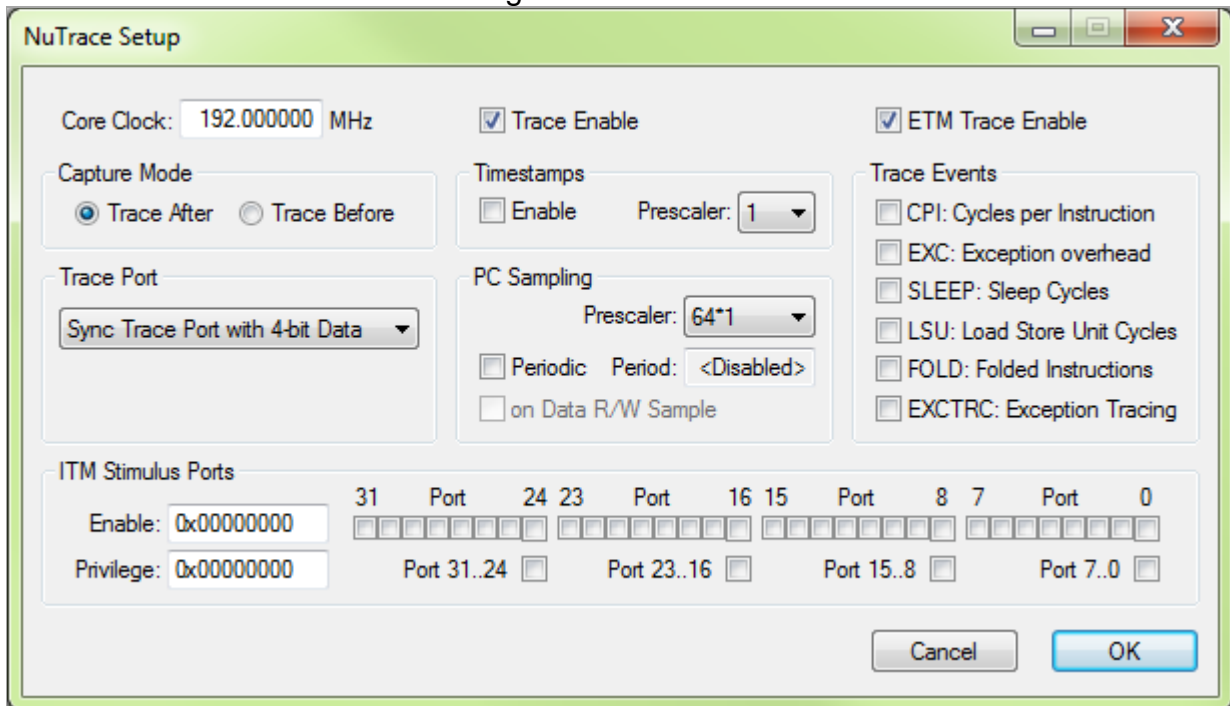 NuTrace Setup
Core Clock: 192.000000 MHz
Trace Enable
ETM Trace Enable
Capture Mode
Trace After Trace Before
Timestamps
Enable Prescaler: 1
Trace Events
CPI: Cycles per Instruction
EXC: Exception overhead
SLEEP: Sleep Cycles
LSU: Load Store Unit Cycles
FOLD: Folded Instructions
EXCTRC: Exception Tracing
Trace Port
Sync Trace Port with 4-bit Data
PC Sampling
Prescaler: 64*1
Periodic Period: <Disabled>
on Data R/W Sample
ITM Stimulus Ports
31 Port 24 23 Port 16 15 Port 8 7 Port 0
Enable: 0x00000000
Privilege: 0x00000000 Port 31..24 Port 23..16 Port 15..8 Port 7..0
Cancel OK